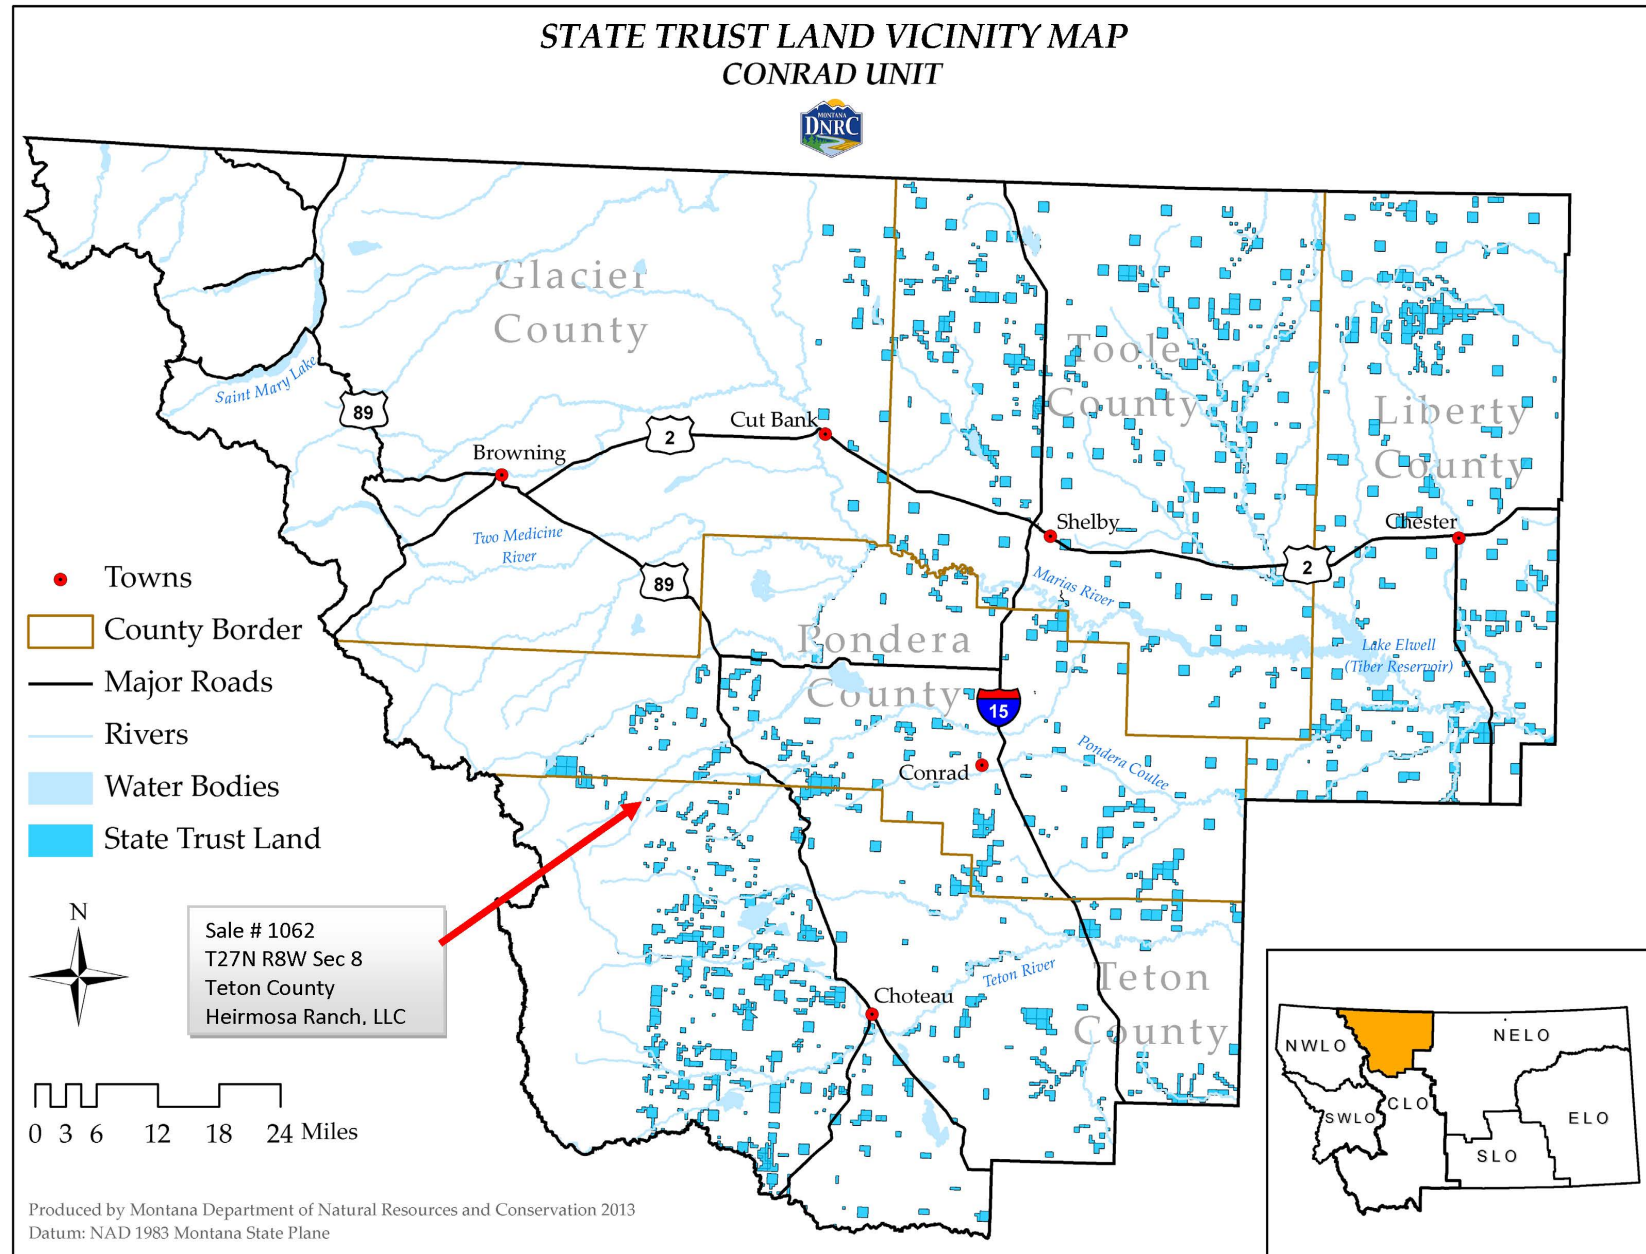 STATE TRUST LAND VICINITY MAP
CONRAD UNIT
MONTANA
DNRC
Glacier
County
Toole
County
Liberty
County
Saint Mary Lake
89
2
Cut Bank
Browning
Shelby
Chester
Two Medicine
River
89
2
Marias River
Pondera
County
Lake Elwell
(Tiber Reservoir)
15
Conrad
Pondera Coulee
Towns
County Border
Major Roads
Rivers
Water Bodies
State Trust Land
N
Sale # 1062
T27N R8W Sec 8
Teton County
Heirmosa Ranch, LLC
Teton River
Choteau
Teton
County
0 3 6 12 18 24 Miles
NWLO
NELO
SWLO
CLO
ELO
SLO
Produced by Montana Department of Natural Resources and Conservation 2013
Datum: NAD 1983 Montana State Plane